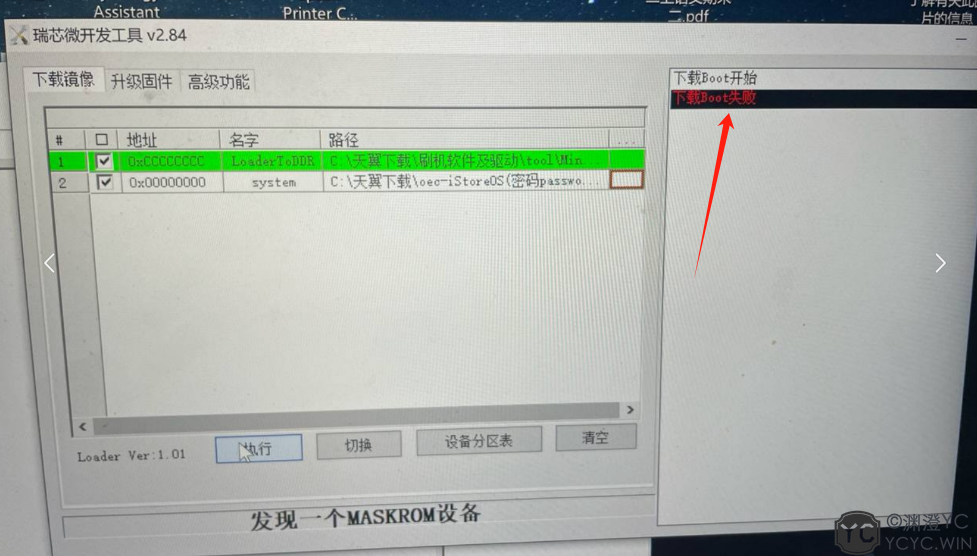 Assistant
Printer C...
二.pdf
片的信息
瑞芯微开发工具 v2.84
下载镜像 升级固件 高级功能
# 地址 名字 路径 ...
1 0xCCCCCCCC LoaderToDDR C:\天翼下载\刷机软件及驱动\tool\Min...
2 0x00000000 system C:\天翼下载\oec-iStoreOS(密码passwo...
Loader Ver:1.01 执行 切换 设备分区表 清空
发现一个MASKROM设备
下载Boot开始
下载Boot失败
©渊澄YC
YCYC.WIN